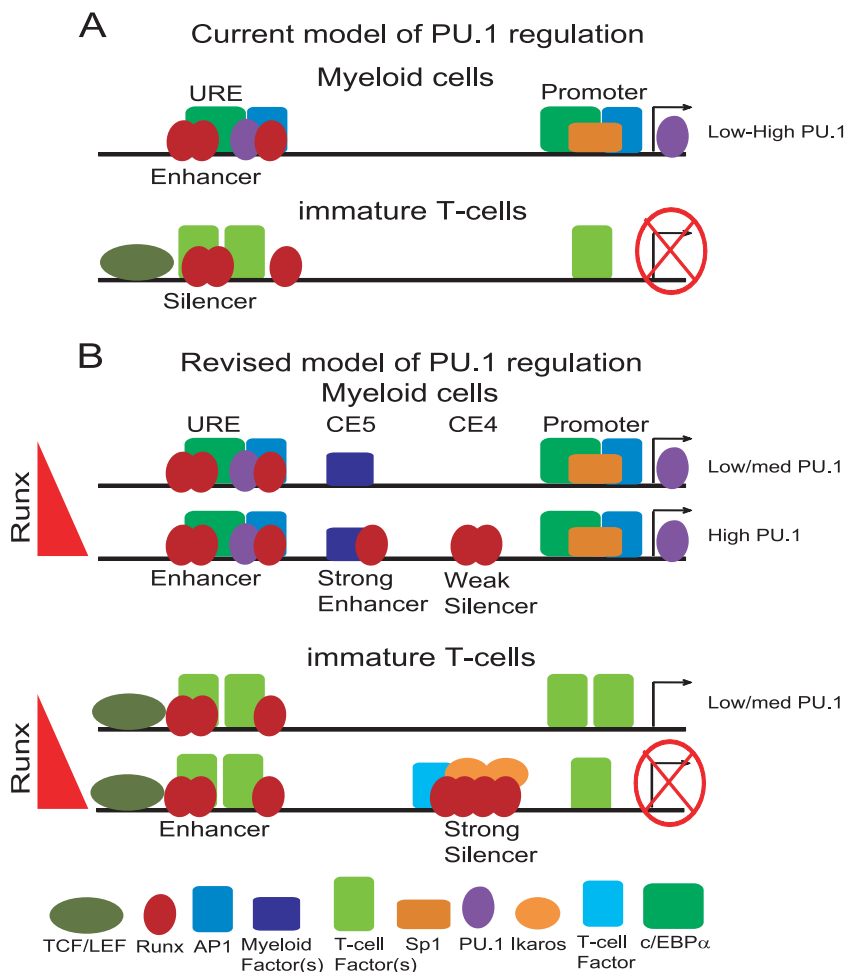 A
Current model of PU.1 regulation
Myeloid cells
URE
Promoter
Low-High PU.1
Enhancer
immature T-cells
Silencer
B
Revised model of PU.1 regulation
Myeloid cells
URE
CE5
CE4
Promoter
Runx
Low/med PU.1
High PU.1
Enhancer
Strong
Enhancer
Weak
Silencer
immature T-cells
Runx
Low/med PU.1
Enhancer
Strong
Silencer
TCF/LEF
Runx
AP1
Myeloid
Factor(s)
T-cell
Factor(s)
Sp1
PU.1
Ikaros
T-cell
Factor
c/EBPα